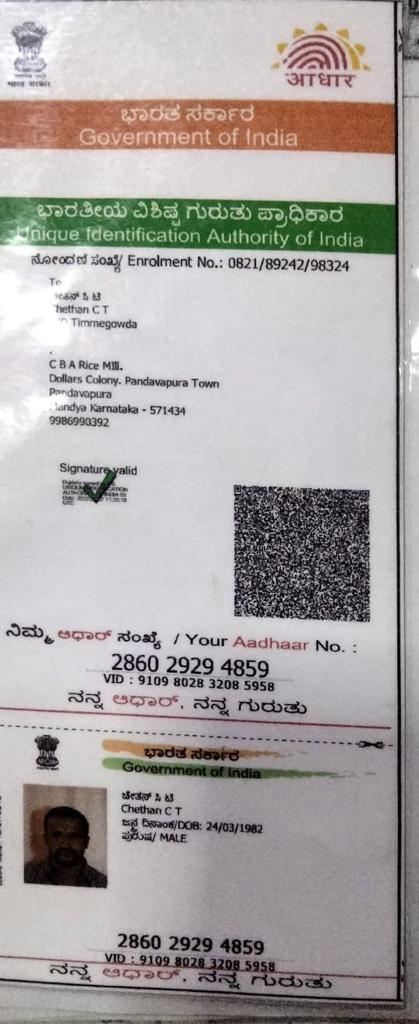 भारत सरकार
आधार
ಭಾರತ ಸರ್ಕಾರ
Government of India
ಭಾರತೀಯ ವಿಶಿಷ್ಟ ಗುರುತು ಪ್ರಾಧಿಕಾರ
Unique Identification Authority of India
ನೋಂದಣಿ ಸಂಖ್ಯೆ/ Enrolment No.: 0821/89242/98324
To
ಚೇತನ್ ಸಿ ಟಿ
Chethan C T
Timmegowda
C B A Rice Mill.
Dollars Colony. Pandavapura Town
Pandavapura
Mandya Karnataka - 571434
9986990392
Signature valid
ನಿಮ್ಮ ಆಧಾರ್ ಸಂಖ್ಯೆ / Your Aadhaar No. :
2860 2929 4859
VID : 9109 8028 3208 5958
ನನ್ನ ಆಧಾರ್, ನನ್ನ ಗುರುತು
ಭಾರತ ಸರ್ಕಾರ
Government of India
ಚೇತನ್ ಸಿ ಟಿ
Chethan C T
ಜನ್ಮ ದಿನಾಂಕ/DOB: 24/03/1982
ಪುರುಷ/ MALE
2860 2929 4859
VID : 9109 8028 3208 5958
ನನ್ನ ಆಧಾರ್, ನನ್ನ ಗುರುತು